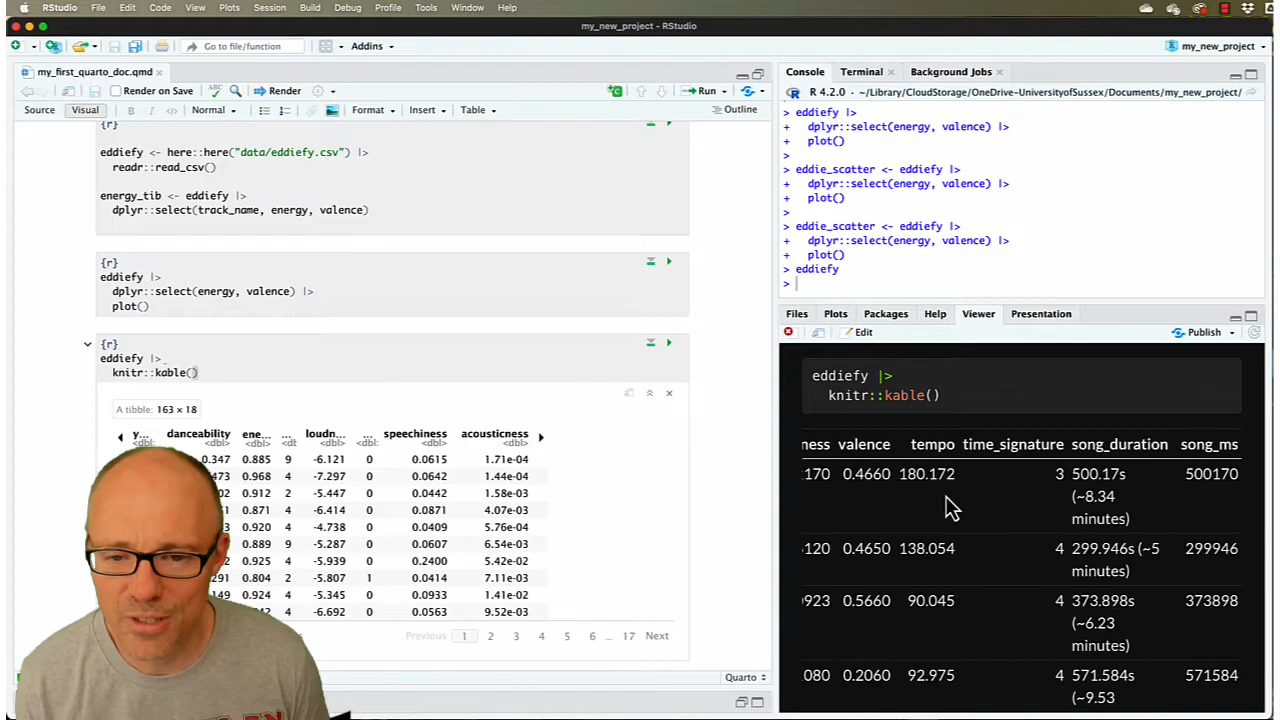 RStudio File Edit Code View Plots Session Build Debug Profile Tools Window Help
my_new_project - RStudio
Go to file/function Addins my_new_project
my_first_quarto_doc.qmd
Render on Save Render Run
Source Visual B I </> Normal Format Insert Table Outline
{r}
eddiefy <- here::here("data/eddiefy.csv") |>
readr::read_csv()
energy_tib <- eddiefy |>
dplyr::select(track_name, energy, valence)
{r}
eddiefy |>
dplyr::select(energy, valence) |>
plot()
{r}
eddiefy |>
knitr::kable()
A tibble: 163 × 18
y... danceability ene... ... loudn... ... speechiness acousticness
<dbl> <dbl> <dbl> <dbl> <dbl> <dbl> <dbl> <dbl>
0.347 0.885 9 -6.121 0 0.0615 1.71e-04
473 0.968 4 -7.297 0 0.0642 1.44e-04
02 0.912 2 -5.447 0 0.0442 1.58e-03
0.871 4 -6.414 0 0.0871 4.07e-03
0.920 4 -4.738 0 0.0409 5.76e-04
0.889 9 -5.287 0 0.0607 6.54e-03
0.925 4 -5.939 0 0.2400 5.42e-02
291 0.804 2 -5.807 1 0.0414 7.11e-03
149 0.924 4 -5.345 0 0.0933 1.41e-02
4 -6.692 0 0.0563 9.52e-03
Previous 1 2 3 4 5 6 ... 17 Next
Quarto
Console Terminal Background Jobs
R 4.2.0 · ~/Library/CloudStorage/OneDrive-UniversityofSussex/Documents/my_new_project/
> eddiefy |>
+ dplyr::select(energy, valence) |>
+ plot()
>
> eddie_scatter <- eddiefy |>
+ dplyr::select(energy, valence) |>
+ plot()
>
> eddie_scatter <- eddiefy |>
+ dplyr::select(energy, valence) |>
+ plot()
> eddiefy
>
Files Plots Packages Help Viewer Presentation
Edit Publish
eddiefy |>
knitr::kable()
ness valence tempo time_signature song_duration song_ms
170 0.4660 180.172 3 500.17s 500170
(~8.34
minutes)
120 0.4650 138.054 4 299.946s (~5 299946
minutes)
923 0.5660 90.045 4 373.898s 373898
(~6.23
minutes)
080 0.2060 92.975 4 571.584s 571584
(~9.53